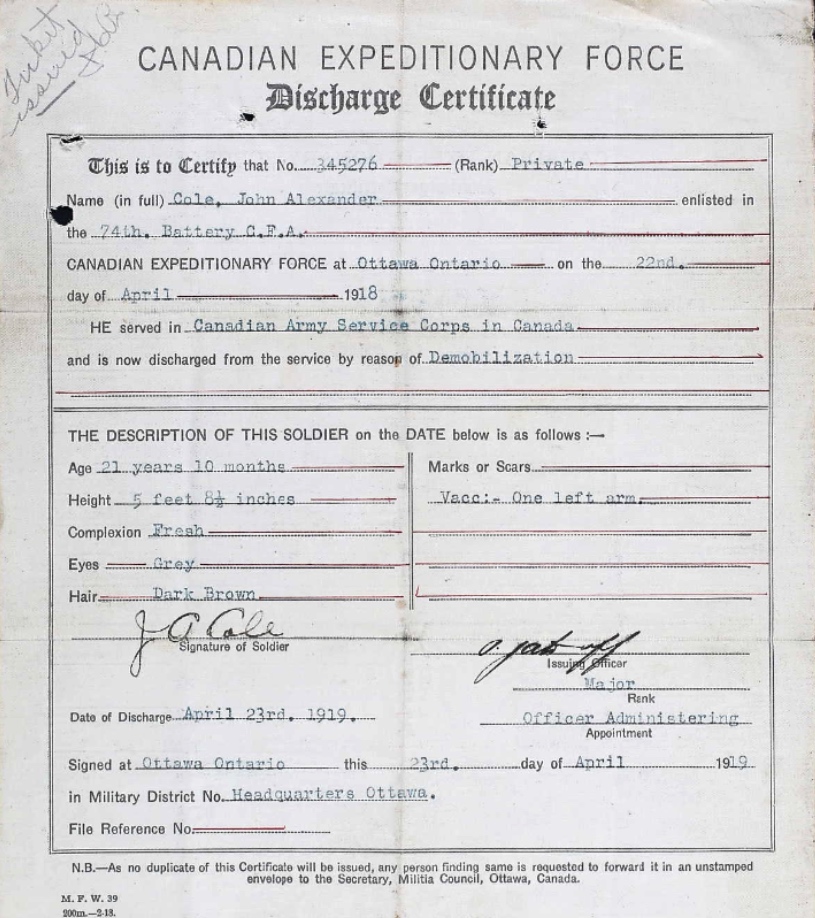 Ticket
issued
CANADIAN EXPEDITIONARY FORCE
Discharge Certificate
This is to Certify that No. 345276 (Rank) Private
Name (in full) Cole, John Alexander enlisted in
the 74th. Battery C.F.A.
CANADIAN EXPEDITIONARY FORCE at Ottawa Ontario on the 22nd.
day of April 1918
HE served in Canadian Army Service Corps in Canada
and is now discharged from the service by reason of Demobilization
THE DESCRIPTION OF THIS SOLDIER on the DATE below is as follows :—
Age 21 years 10 months
Height 5 feet 8½ inches
Complexion Fresh
Eyes Grey
Hair Dark Brown
Marks or Scars
Vacc:- One left arm.
J A Cole
Signature of Soldier
Issuing Officer
Major
Rank
Date of Discharge April 23rd. 1919.
Officer Administering
Appointment
Signed at Ottawa Ontario this 23rd. day of April 1919
in Military District No. Headquarters Ottawa.
File Reference No.
N.B.—As no duplicate of this Certificate will be issued, any person finding same is requested to forward it in an unstamped
envelope to the Secretary, Militia Council, Ottawa, Canada.
M. F. W. 39
200m.—2-18.